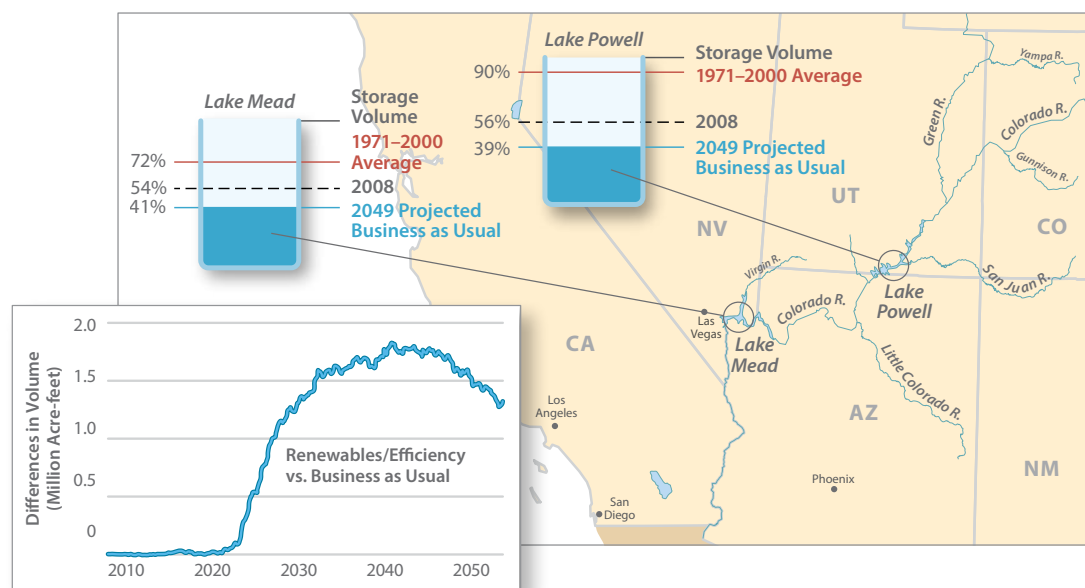 Lake Mead
Storage
Volume
1971–2000
Average
2008
2049 Projected
Business as Usual
72%
54%
41%
Lake Powell
Storage Volume
1971–2000 Average
2008
2049 Projected
Business as Usual
90%
56%
39%
Yampa R.
Green R.
Colorado R.
Gunnison R.
UT
NV
CO
San Juan R.
Virgin R.
Lake
Powell
Colorado R.
Las
Vegas
Lake
Mead
CA
Little Colorado R.
AZ
Los
Angeles
NM
Phoenix
San
Diego
Differences in Volume
(Million Acre-feet)
2.0
1.5
1.0
0.5
0
Renewables/Efficiency
vs. Business as Usual
2010 2020 2030 2040 2050